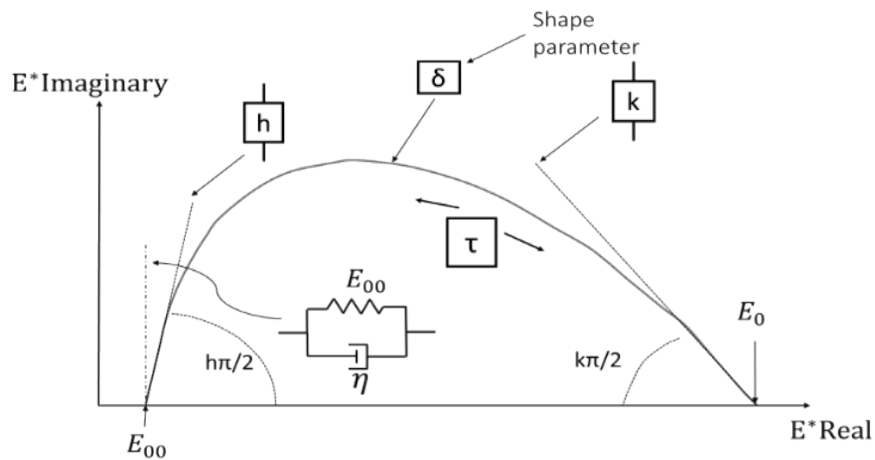 Shape
parameter
E*Imaginary
δ
h
k
τ
E₀₀
E₀
hπ/2
kπ/2
η
E*Real
E₀₀